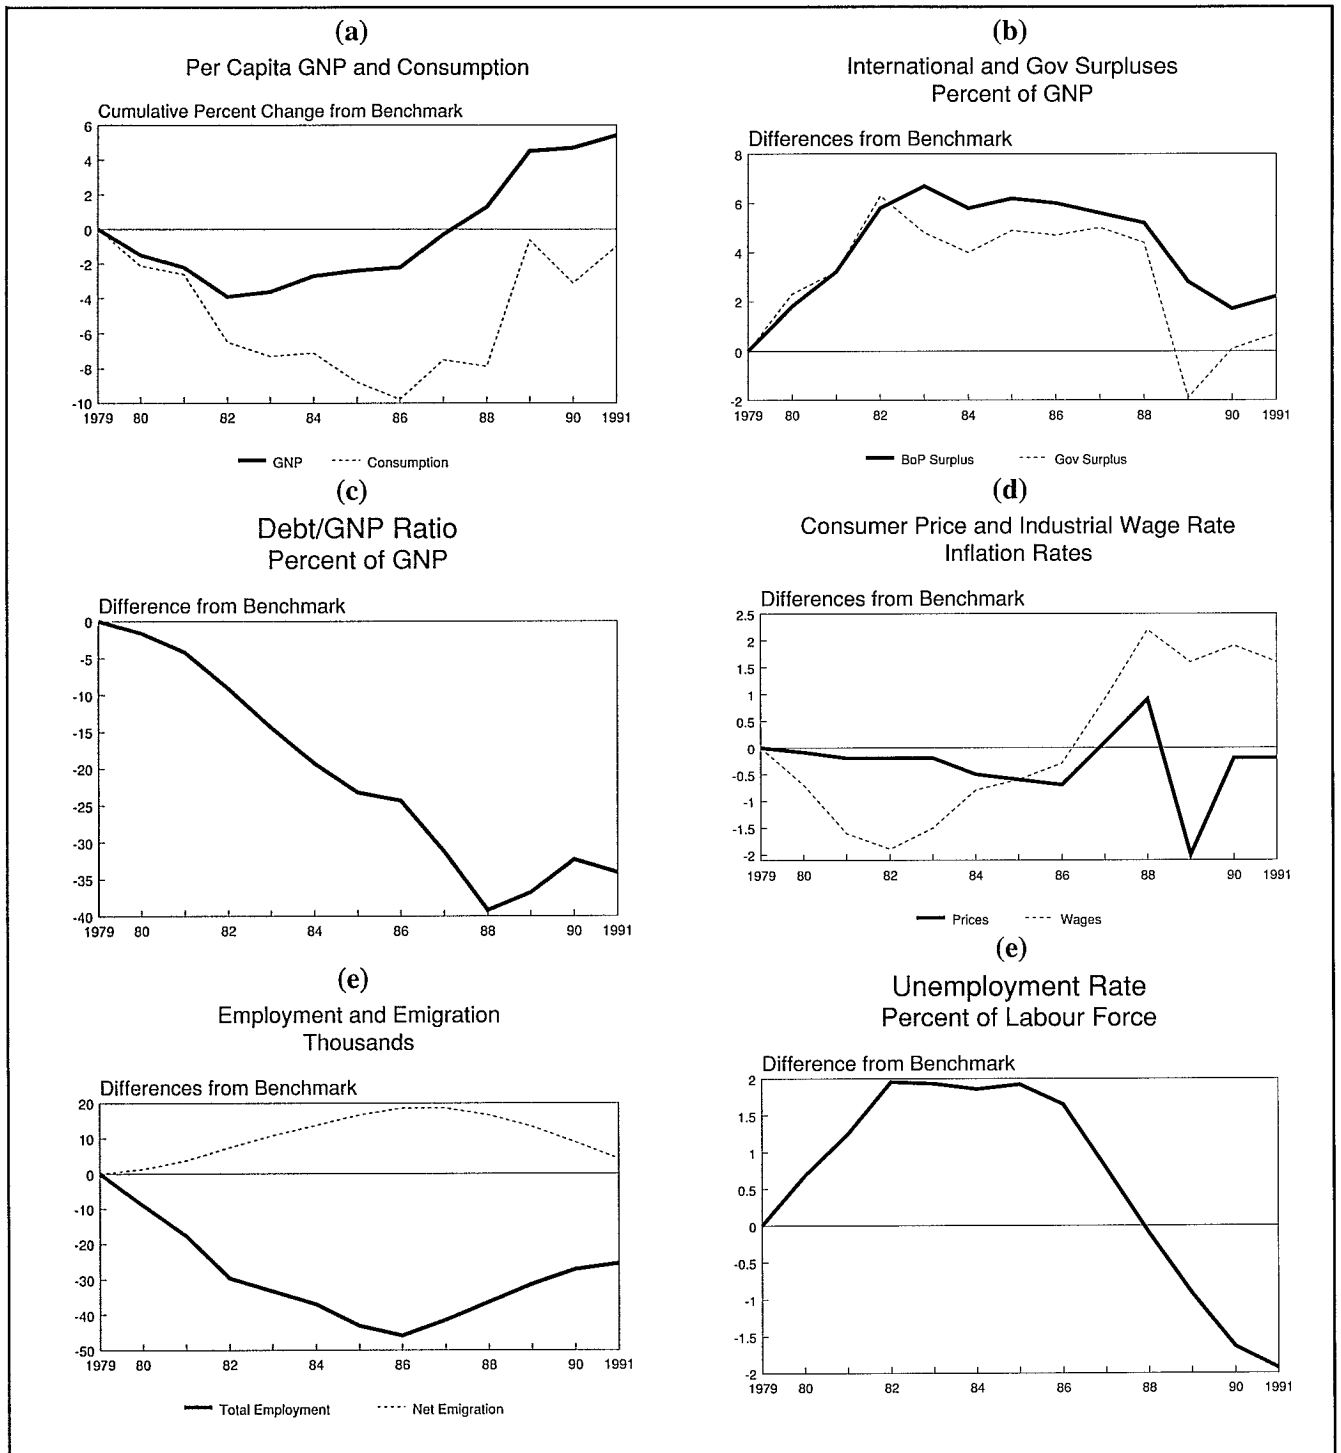 (a)
Per Capita GNP and Consumption
Cumulative Percent Change from Benchmark
6
4
2
0
-2
-4
-6
-8
-10
1979 80 82 84 86 88 90 1991
GNP Consumption
(b)
International and Gov Surpluses
Percent of GNP
Differences from Benchmark
8
6
4
2
0
-2
1979 80 82 84 86 88 90 1991
BoP Surplus Gov Surplus
(c)
Debt/GNP Ratio
Percent of GNP
Difference from Benchmark
0
-5
-10
-15
-20
-25
-30
-35
-40
1979 80 82 84 86 88 90 1991
(d)
Consumer Price and Industrial Wage Rate
Inflation Rates
Differences from Benchmark
2.5
2
1.5
1
0.5
0
-0.5
-1
-1.5
-2
1979 80 82 84 86 88 90 1991
Prices Wages
(e)
Employment and Emigration
Thousands
Differences from Benchmark
20
10
0
-10
-20
-30
-40
-50
1979 80 82 84 86 88 90 1991
Total Employment Net Emigration
(e)
Unemployment Rate
Percent of Labour Force
Difference from Benchmark
2
1.5
1
0.5
0
-0.5
-1
-1.5
-2
1979 80 82 84 86 88 90 1991